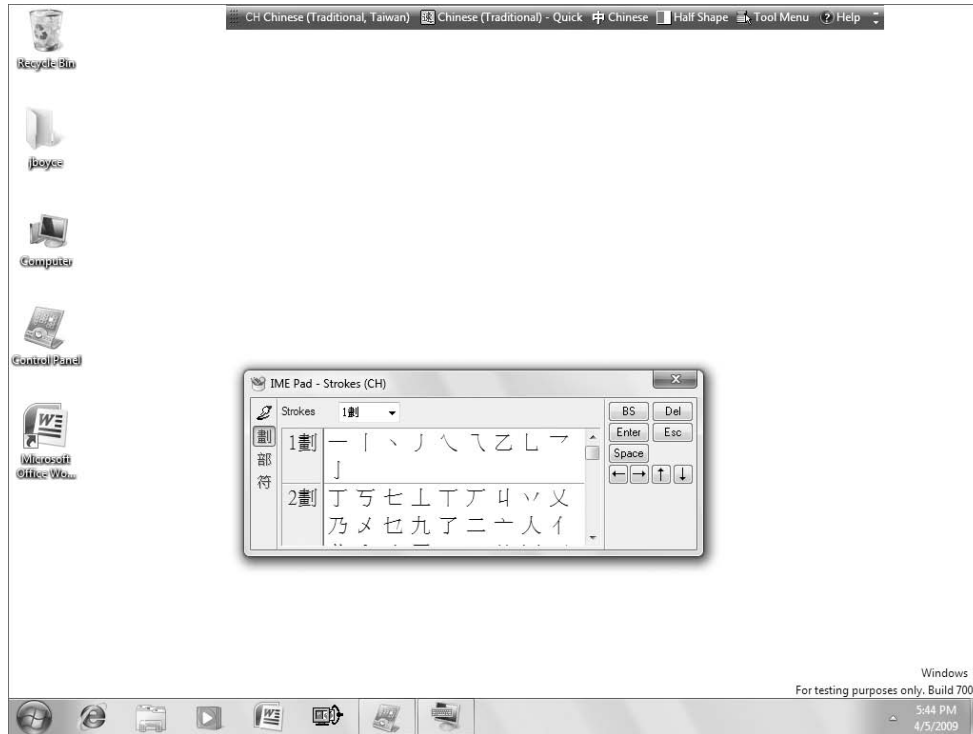 CH Chinese (Traditional, Taiwan) 速 Chinese (Traditional) - Quick 中 Chinese Half Shape Tool Menu Help
Recycle Bin
jboyce
Computer
Control Panel
Microsoft
Office Wo...
IME Pad - Strokes (CH)
Strokes 1劃
劃
部
符
1劃 一 丨 丶 丿 乀 乁 乙 乚 乛
亅
2劃 丁 丂 七 丄 丅 丆 丩 丷 乂
乃 乄 乜 九 了 二 亠 人 亻
BS Del
Enter Esc
Space
← → ↑ ↓
Windows
For testing purposes only. Build 700
5:44 PM
4/5/2009